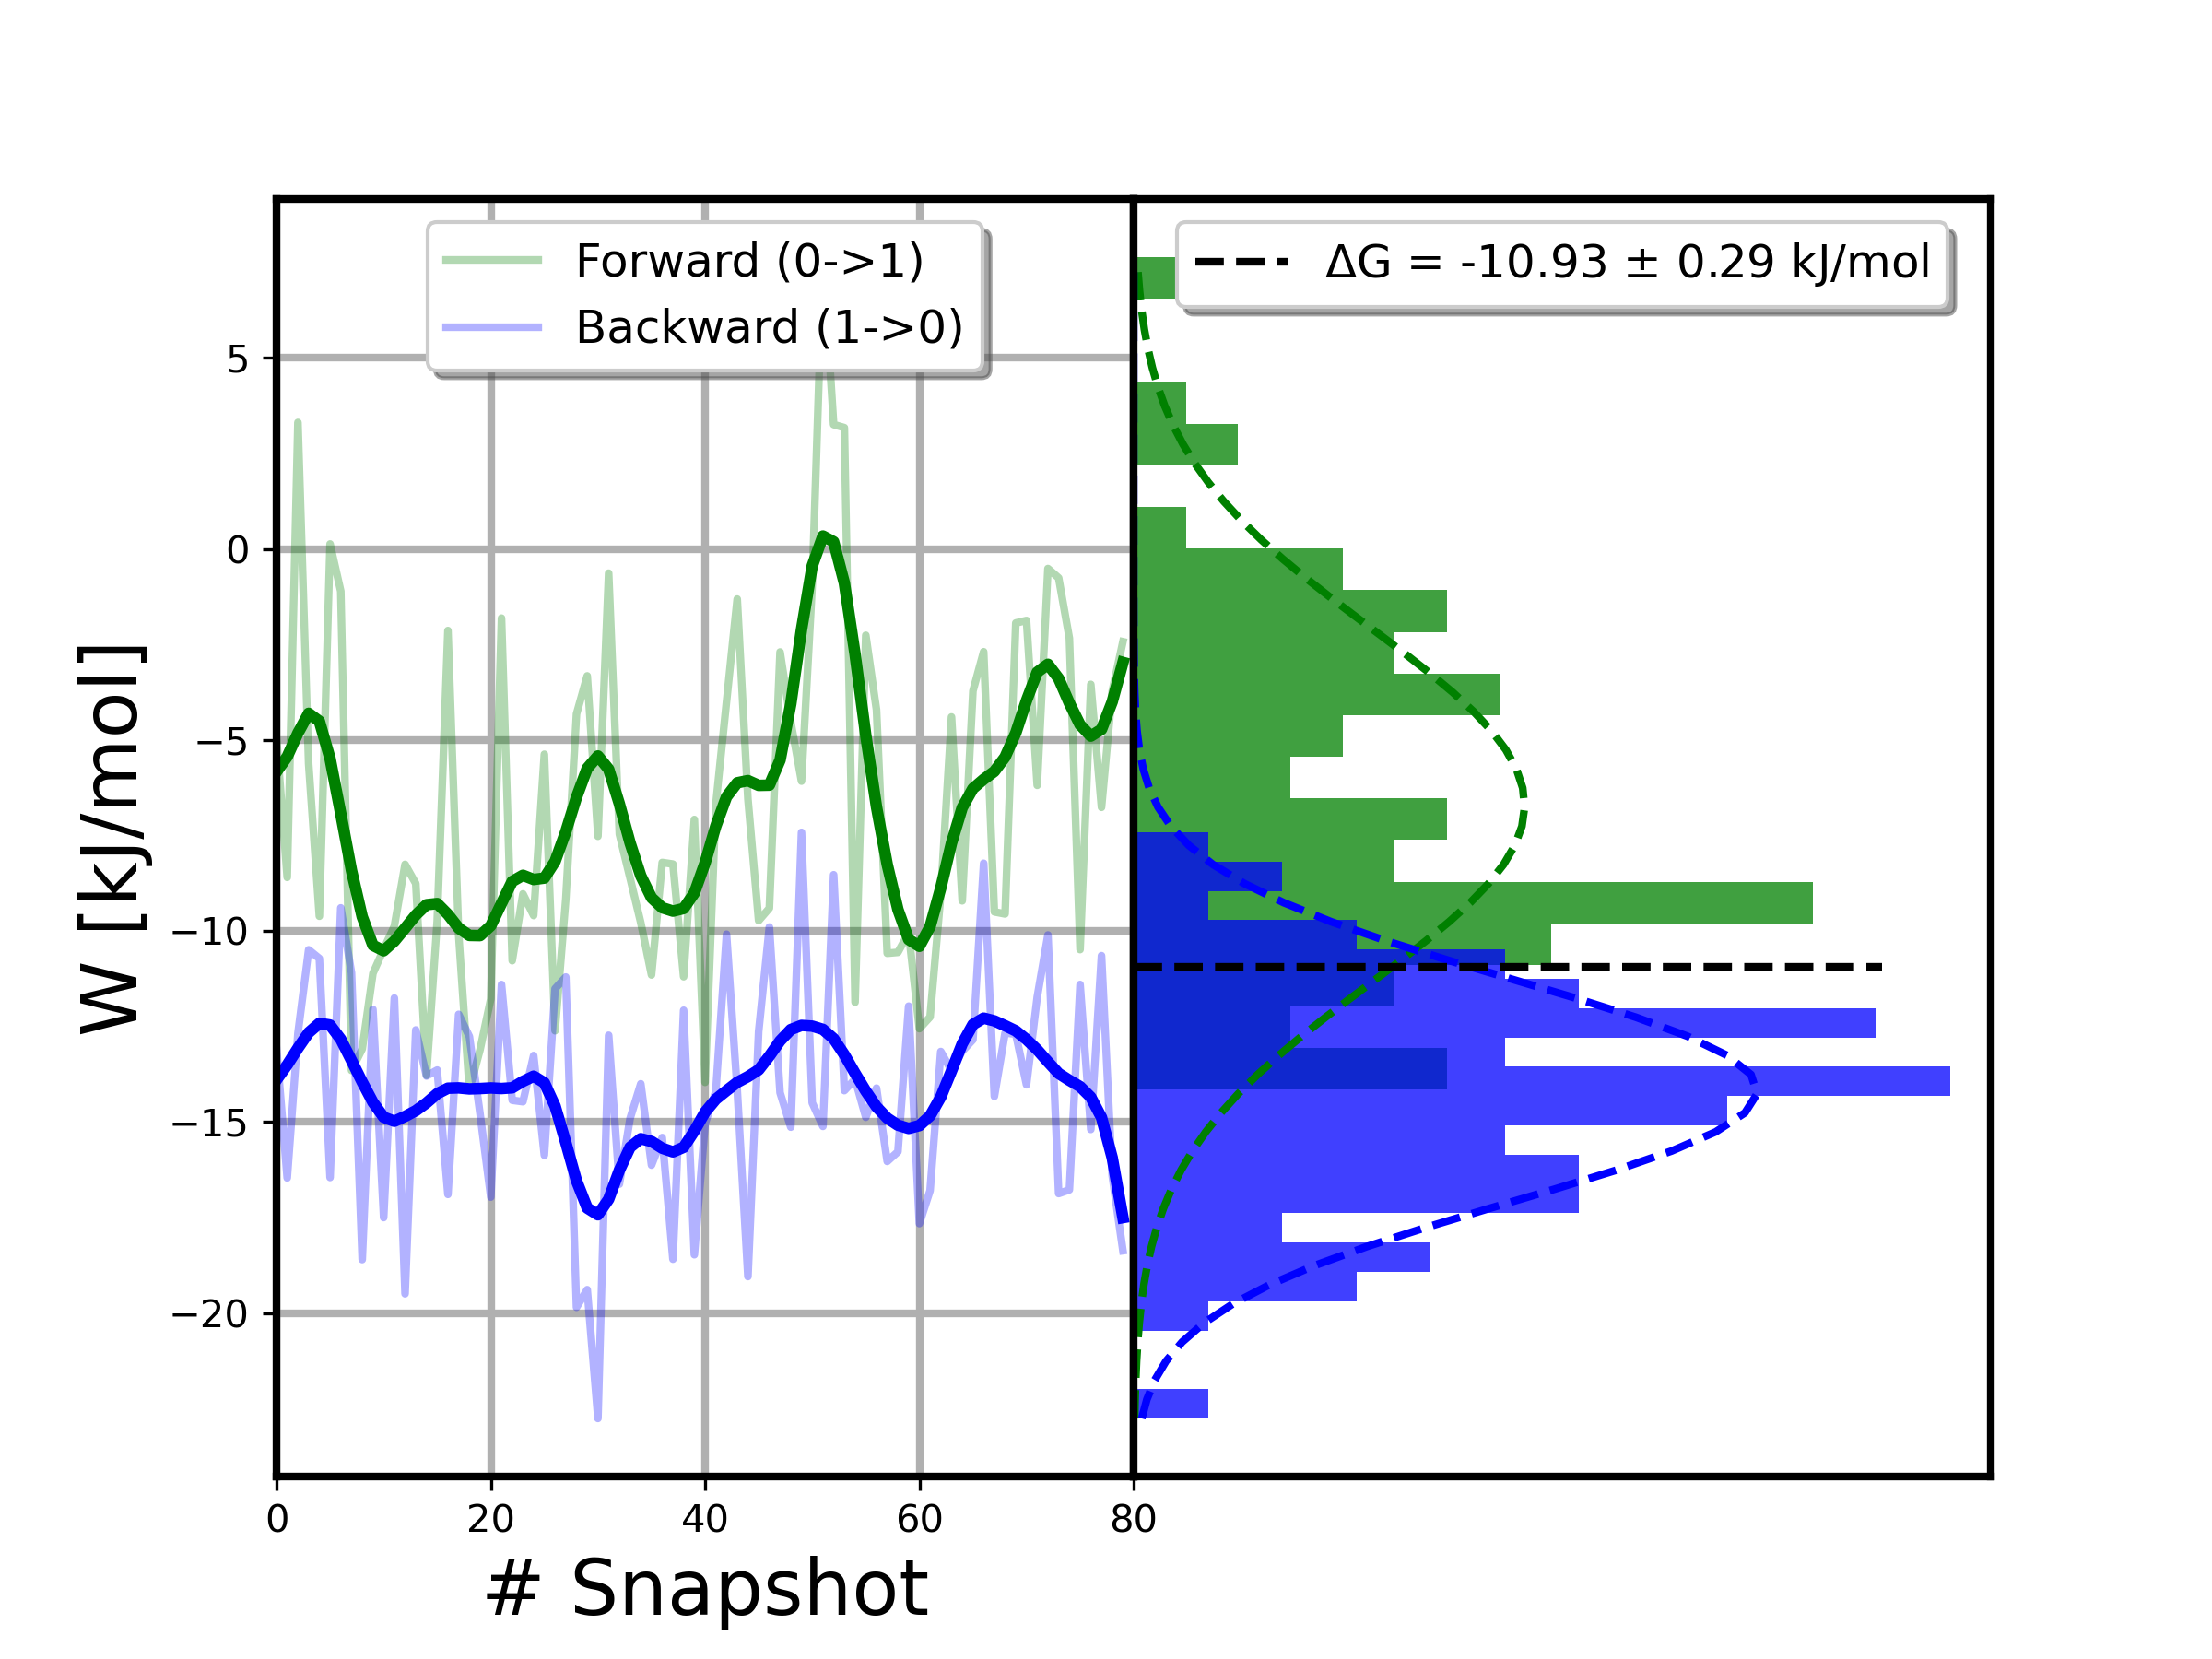 Forward (0->1)
Backward (1->0)
ΔG = -10.93 ± 0.29 kJ/mol
W [kJ/mol]
5
0
−5
−10
−15
−20
0 20 40 60 80
# Snapshot